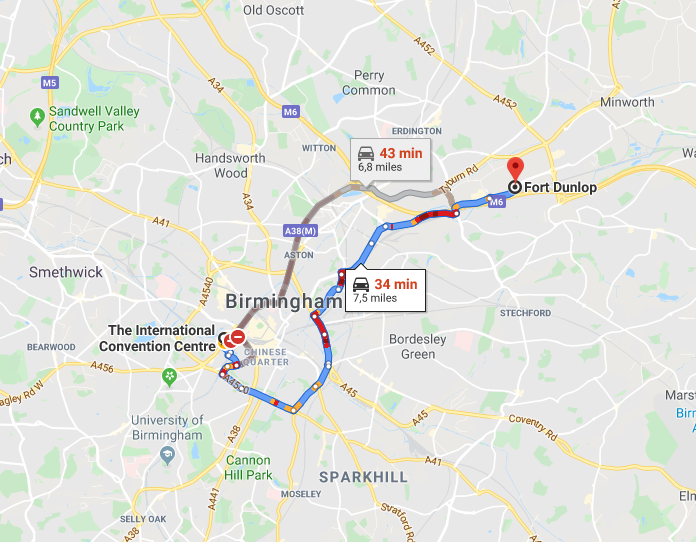 Old Oscott
A452
M5
A34
Perry
Common
Sandwell Valley
Country Park
M6
A452
Minworth
ERDINGTON
WITTON
43 min
6,8 miles
Handsworth
Wood
A34
Tyburn Rd
Fort Dunlop
M6
A41
A38(M)
ASTON
Smethwick
A4540
34 min
7,5 miles
Birmingham
STECHFORD
The International
Convention Centre
BEARWOOD
CHINESE
QUARTER
Bordesley
Green
A456
A4540
A45
University of
Birmingham
A38
A45
Coventry Rd
Cannon
Hill Park
A41
SPARKHILL
A441
MOSELEY
SELLY OAK
A38
Stratford Rd